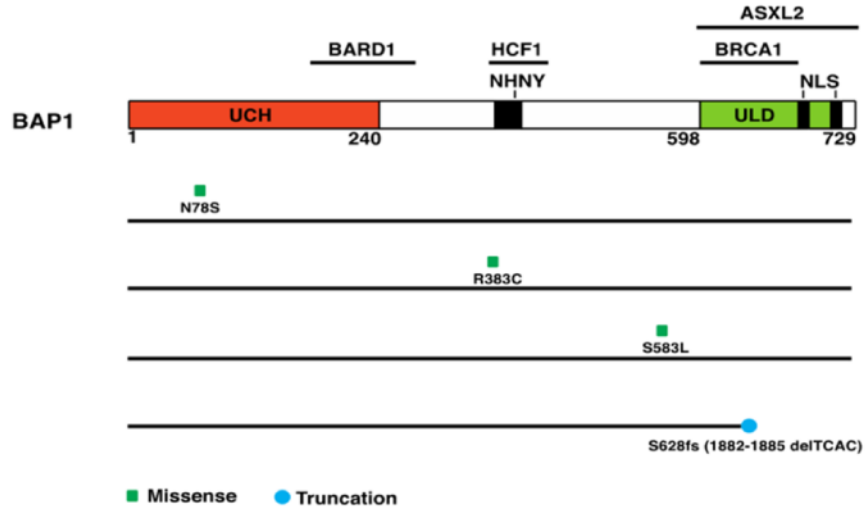 ASXL2
BARD1 HCF1 BRCA1
NHNY NLS
BAP1 UCH ULD
1 240 598 729
N78S
R383C
S583L
S628fs (1882-1885 delTCAC)
Missense Truncation